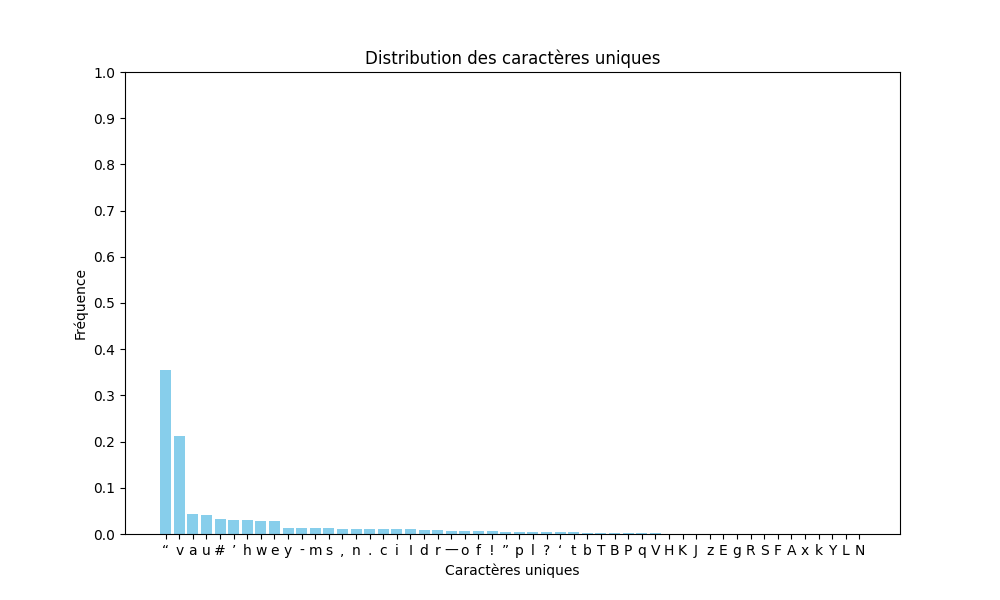 Distribution des caractères uniques
1.0
0.9
0.8
0.7
0.6
0.5
0.4
0.3
0.2
0.1
0.0
Fréquence
“ v a u # ’ h w e y - m s , n . c i I d r — o f ! ” p l ? ‘ t b T B P q V H K J z E g R S F A x k Y L N
Caractères uniques